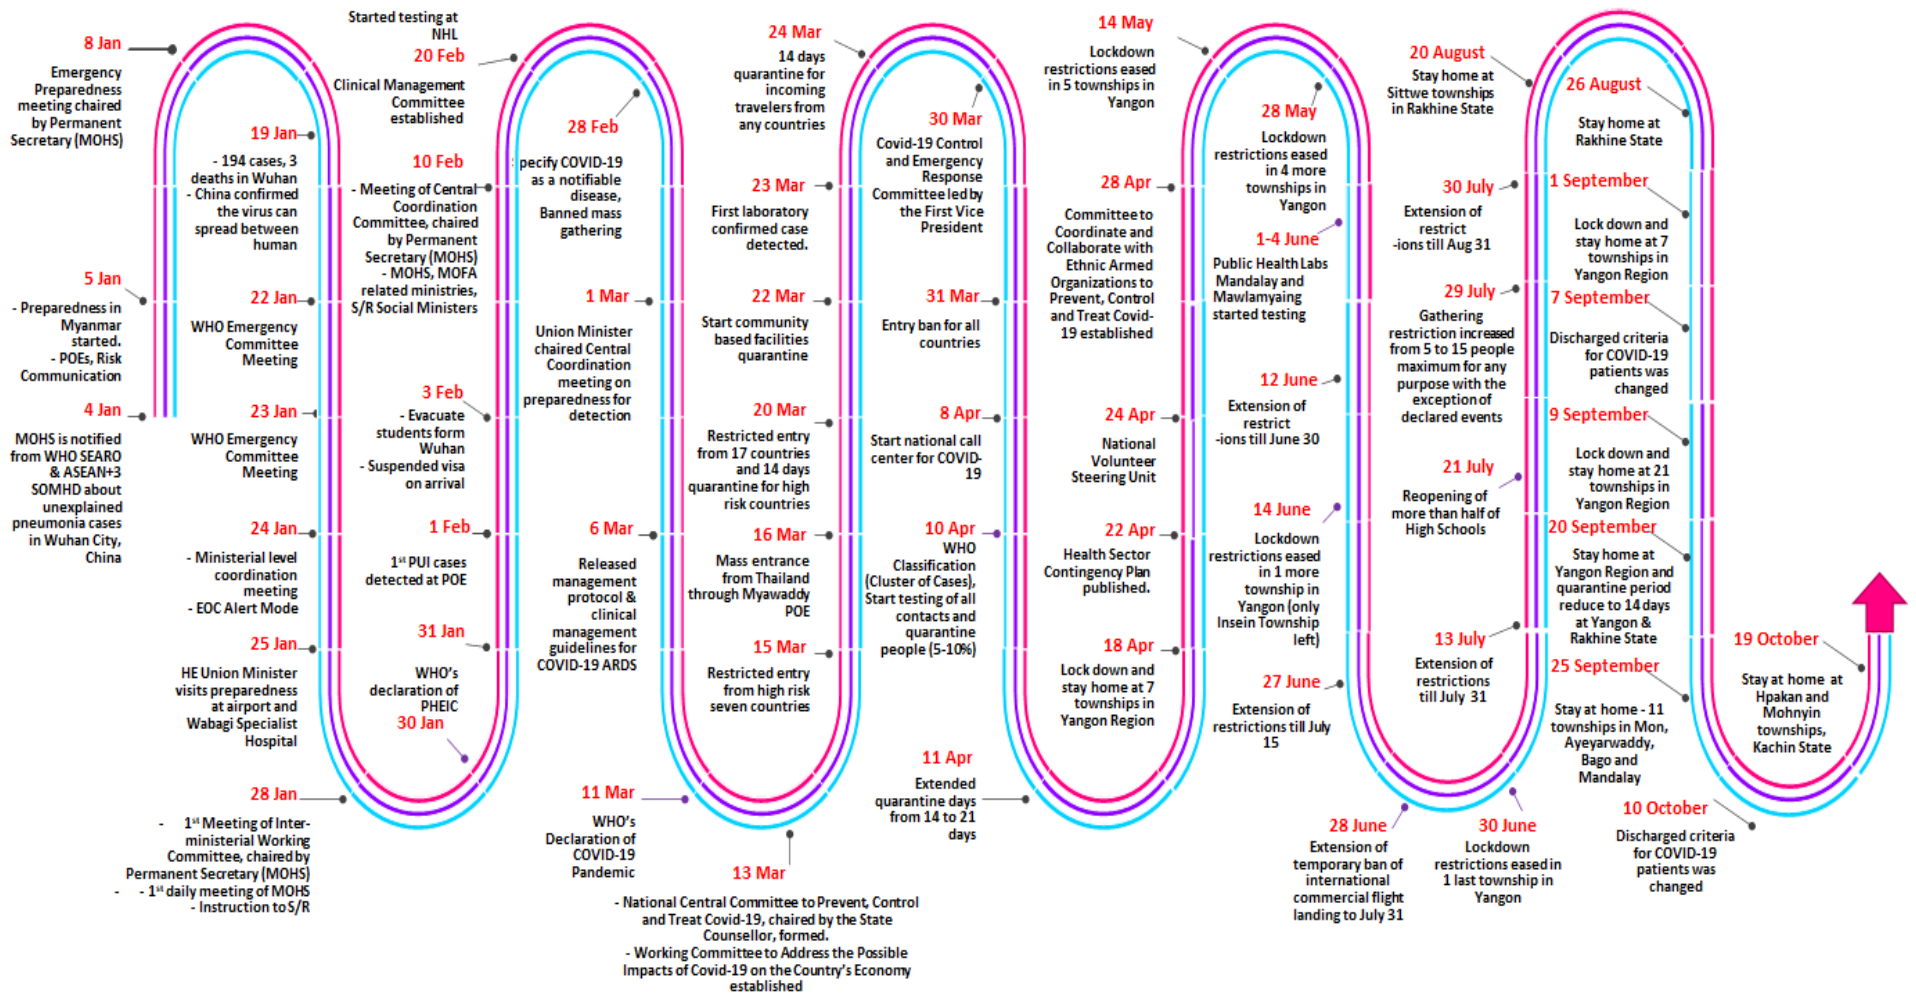 4 Jan
MOHS is notified
from WHO SEARO
& ASEAN+3
SOMHD about
unexplained
pneumonia cases
in Wuhan City,
China
5 Jan
- Preparedness in
Myanmar
started.
- POEs, Risk
Communication
8 Jan
Emergency
Preparedness
meeting chaired
by Permanent
Secretary (MOHS)
19 Jan
- 194 cases, 3
deaths in Wuhan
- China confirmed
the virus can
spread between
human
22 Jan
WHO Emergency
Committee
Meeting
23 Jan
WHO Emergency
Committee
Meeting
24 Jan
- Ministerial level
coordination
meeting
- EOC Alert Mode
25 Jan
HE Union Minister
visits preparedness
at airport and
Wabagi Specialist
Hospital
28 Jan
- 1st Meeting of Inter-
ministerial Working
Committee, chaired by
Permanent Secretary (MOHS)
- - 1st daily meeting of MOHS
- Instruction to S/R
30 Jan
WHO's
declaration of
PHEIC
31 Jan
1st PUI cases
detected at POE
1 Feb
- Evacuate
students form
Wuhan
- Suspended visa
on arrival
3 Feb
- Meeting of Central
Coordination
Committee, chaired
by Permanent
Secretary (MOHS)
- MOHS, MOFA
related ministries,
S/R Social Ministers
10 Feb
Clinical Management
Committee
established
20 Feb
Started testing at
NHL
28 Feb
pecify COVID-19
as a notifiable
disease,
Banned mass
gathering
1 Mar
Union Minister
chaired Central
Coordination
meeting on
preparedness for
detection
6 Mar
Released
management
protocol &
clinical
management
guidelines for
COVID-19 ARDS
11 Mar
WHO's
Declaration of
COVID-19
Pandemic
13 Mar
- National Central Committee to Prevent, Control
and Treat Covid-19, chaired by the State
Counsellor, formed.
- Working Committee to Address the Possible
Impacts of Covid-19 on the Country's Economy
established
15 Mar
Restricted entry
from high risk
seven countries
16 Mar
Mass entrance
from Thailand
through Myawaddy
POE
20 Mar
Restricted entry
from 17 countries
and 14 days
quarantine for high
risk countries
22 Mar
Start community
based facilities
quarantine
23 Mar
First laboratory
confirmed case
detected.
24 Mar
14 days
quarantine for
incoming
travelers from
any countries
30 Mar
Covid-19 Control
and Emergency
Response
Committee led by
the First Vice
President
31 Mar
Entry ban for all
countries
8 Apr
Start national call
center for COVID-
19
10 Apr
WHO
Classification
(Cluster of Cases),
Start testing of all
contacts and
quarantine
people (5-10%)
11 Apr
Extended
quarantine days
from 14 to 21
days
18 Apr
Lock down and
stay home at 7
townships in
Yangon Region
22 Apr
Health Sector
Contingency Plan
published.
24 Apr
National
Volunteer
Steering Unit
28 Apr
Committee to
Coordinate and
Collaborate with
Ethnic Armed
Organizations to
Prevent, Control
and Treat Covid-
19 established
14 May
Lockdown
restrictions eased
in 5 townships in
Yangon
28 May
Lockdown
restrictions eased
in 4 more
townships in
Yangon
1-4 June
Public Health Labs
Mandalay and
Mawlamyaing
started testing
12 June
Extension of
restrict
-ions till June 30
14 June
Lockdown
restrictions eased
in 1 more
township in
Yangon (only
Insein Township
left)
27 June
Extension of
restrictions till July
15
28 June
Extension of
temporary ban of
international
commercial flight
landing to July 31
30 June
Lockdown
restrictions eased in
1 last township in
Yangon
13 July
Extension of
restrictions
till July 31
21 July
Reopening of
more than half of
High Schools
29 July
Gathering
restriction increased
from 5 to 15 people
maximum for any
purpose with the
exception of
declared events
30 July
Extension of
restrict
-ions till Aug 31
20 August
Stay home at
Sittwe townships
in Rakhine State
26 August
Stay home at
Rakhine State
1 September
Lock down and
stay home at 7
townships in
Yangon Region
7 September
Discharged criteria
for COVID-19
patients was
changed
9 September
Lock down and
stay home at 21
townships in
Yangon Region
20 September
Stay home at
Yangon Region and
quarantine period
reduce to 14 days
at Yangon &
Rakhine State
25 September
Stay at home - 11
townships in Mon,
Ayeyarwaddy,
Bago and
Mandalay
10 October
Discharged criteria
for COVID-19
patients was
changed
19 October
Stay at home at
Hpakan and
Mohnyin
townships,
Kachin State